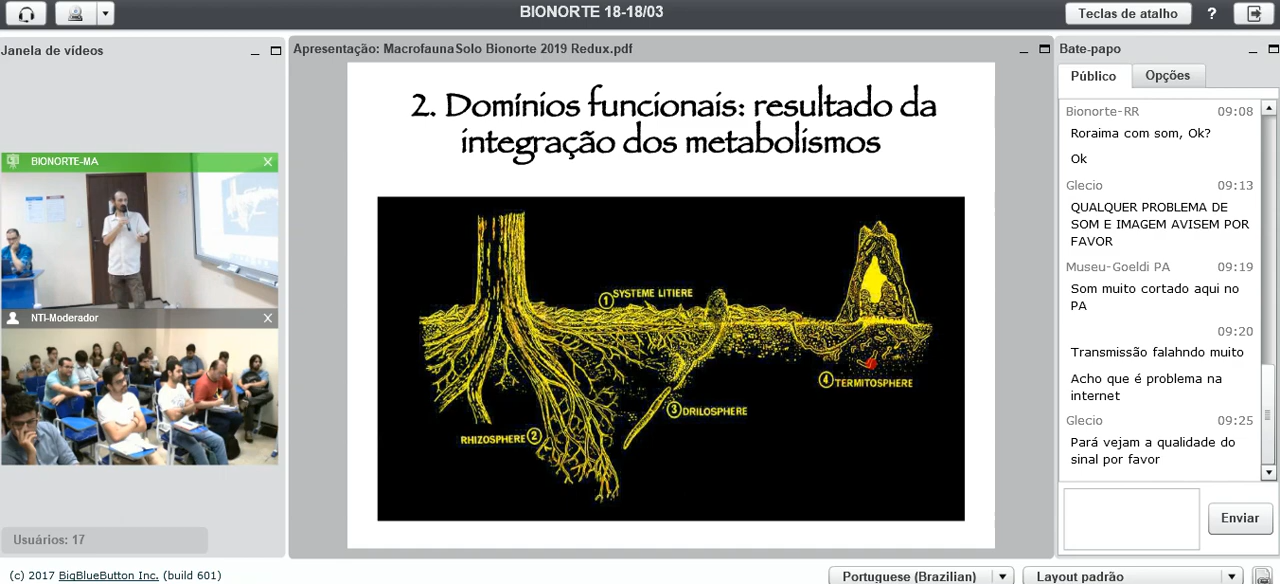 BIONORTE 18-18/03
Teclas de atalho
?
Janela de vídeos
BIONORTE-MA
NTI-Moderador
Usuários: 17
Apresentação: MacrofaunaSolo Bionorte 2019 Redux.pdf
2. Domínios funcionais: resultado da
integração dos metabolismos
1 SYSTEME LITIERE
RHIZOSPHERE 2
3 DRILOSPHERE
4 TERMITOSPHERE
Bate-papo
Público
Opções
Bionorte-RR 09:08
Roraima com som, Ok?
Ok
Glecio 09:13
QUALQUER PROBLEMA DE
SOM E IMAGEM AVISEM POR
FAVOR
Museu-Goeldi PA 09:19
Som muito cortado aqui no
PA
09:20
Transmissão falahndo muito
Acho que é problema na
internet
Glecio 09:25
Pará vejam a qualidade do
sinal por favor
Enviar
(c) 2017 BigBlueButton Inc. (build 601)
Portuguese (Brazilian)
Layout padrão